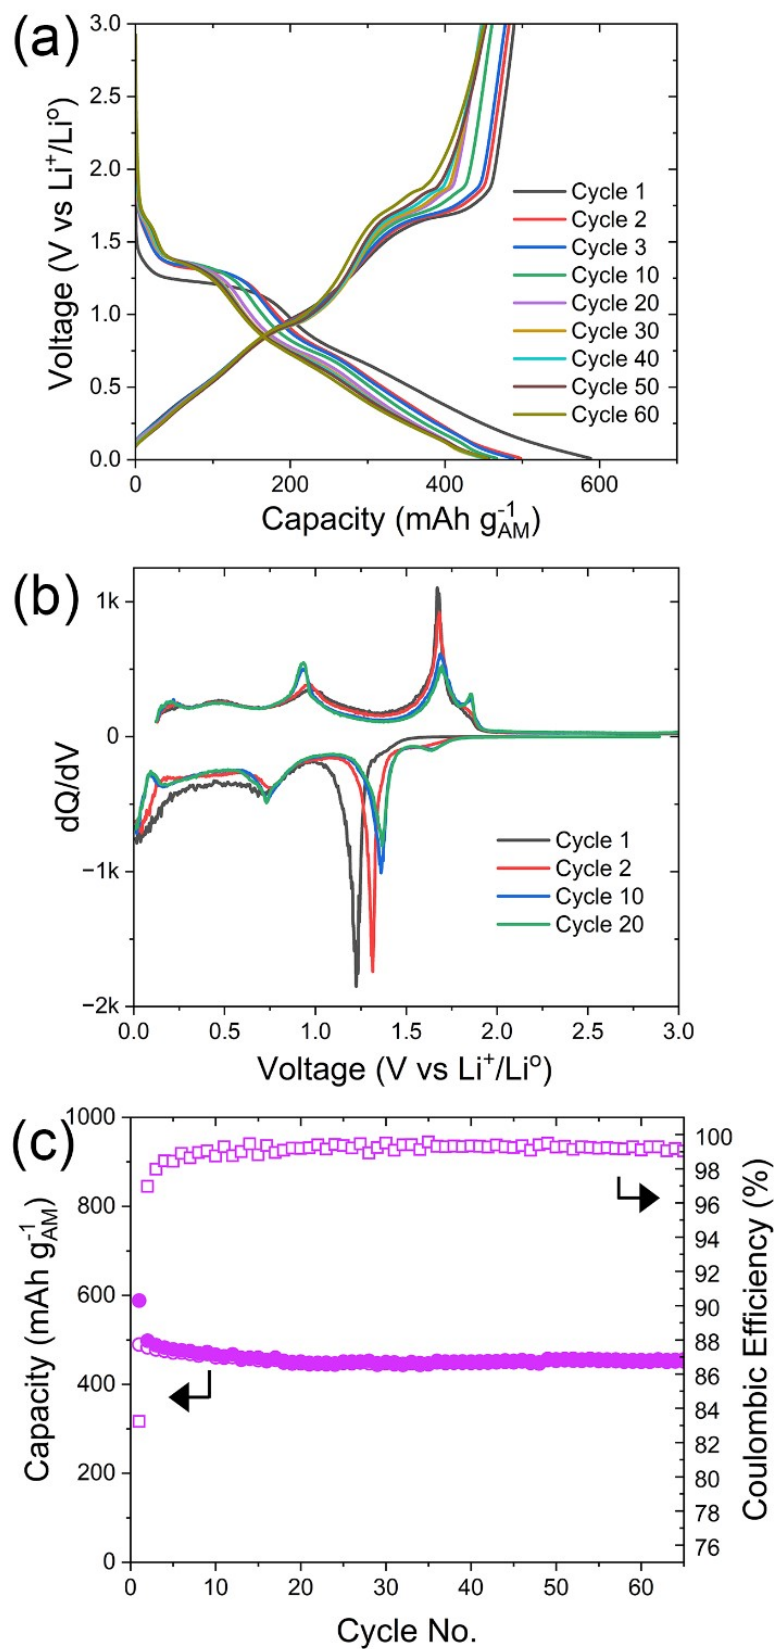 (a)
3.0
2.5
2.0
1.5
1.0
0.5
0.0
Voltage (V vs Li⁺/Liᵒ)
Cycle 1
Cycle 2
Cycle 3
Cycle 10
Cycle 20
Cycle 30
Cycle 40
Cycle 50
Cycle 60
0 200 400 600
Capacity (mAh g⁻¹AM)
(b)
1k
0
−1k
−2k
dQ/dV
Cycle 1
Cycle 2
Cycle 10
Cycle 20
0.0 0.5 1.0 1.5 2.0 2.5 3.0
Voltage (V vs Li⁺/Liᵒ)
(c)
1000
800
600
400
200
0
Capacity (mAh g⁻¹AM)
100
98
96
94
92
90
88
86
84
82
80
78
76
Coulombic Efficiency (%)
0 10 20 30 40 50 60
Cycle No.